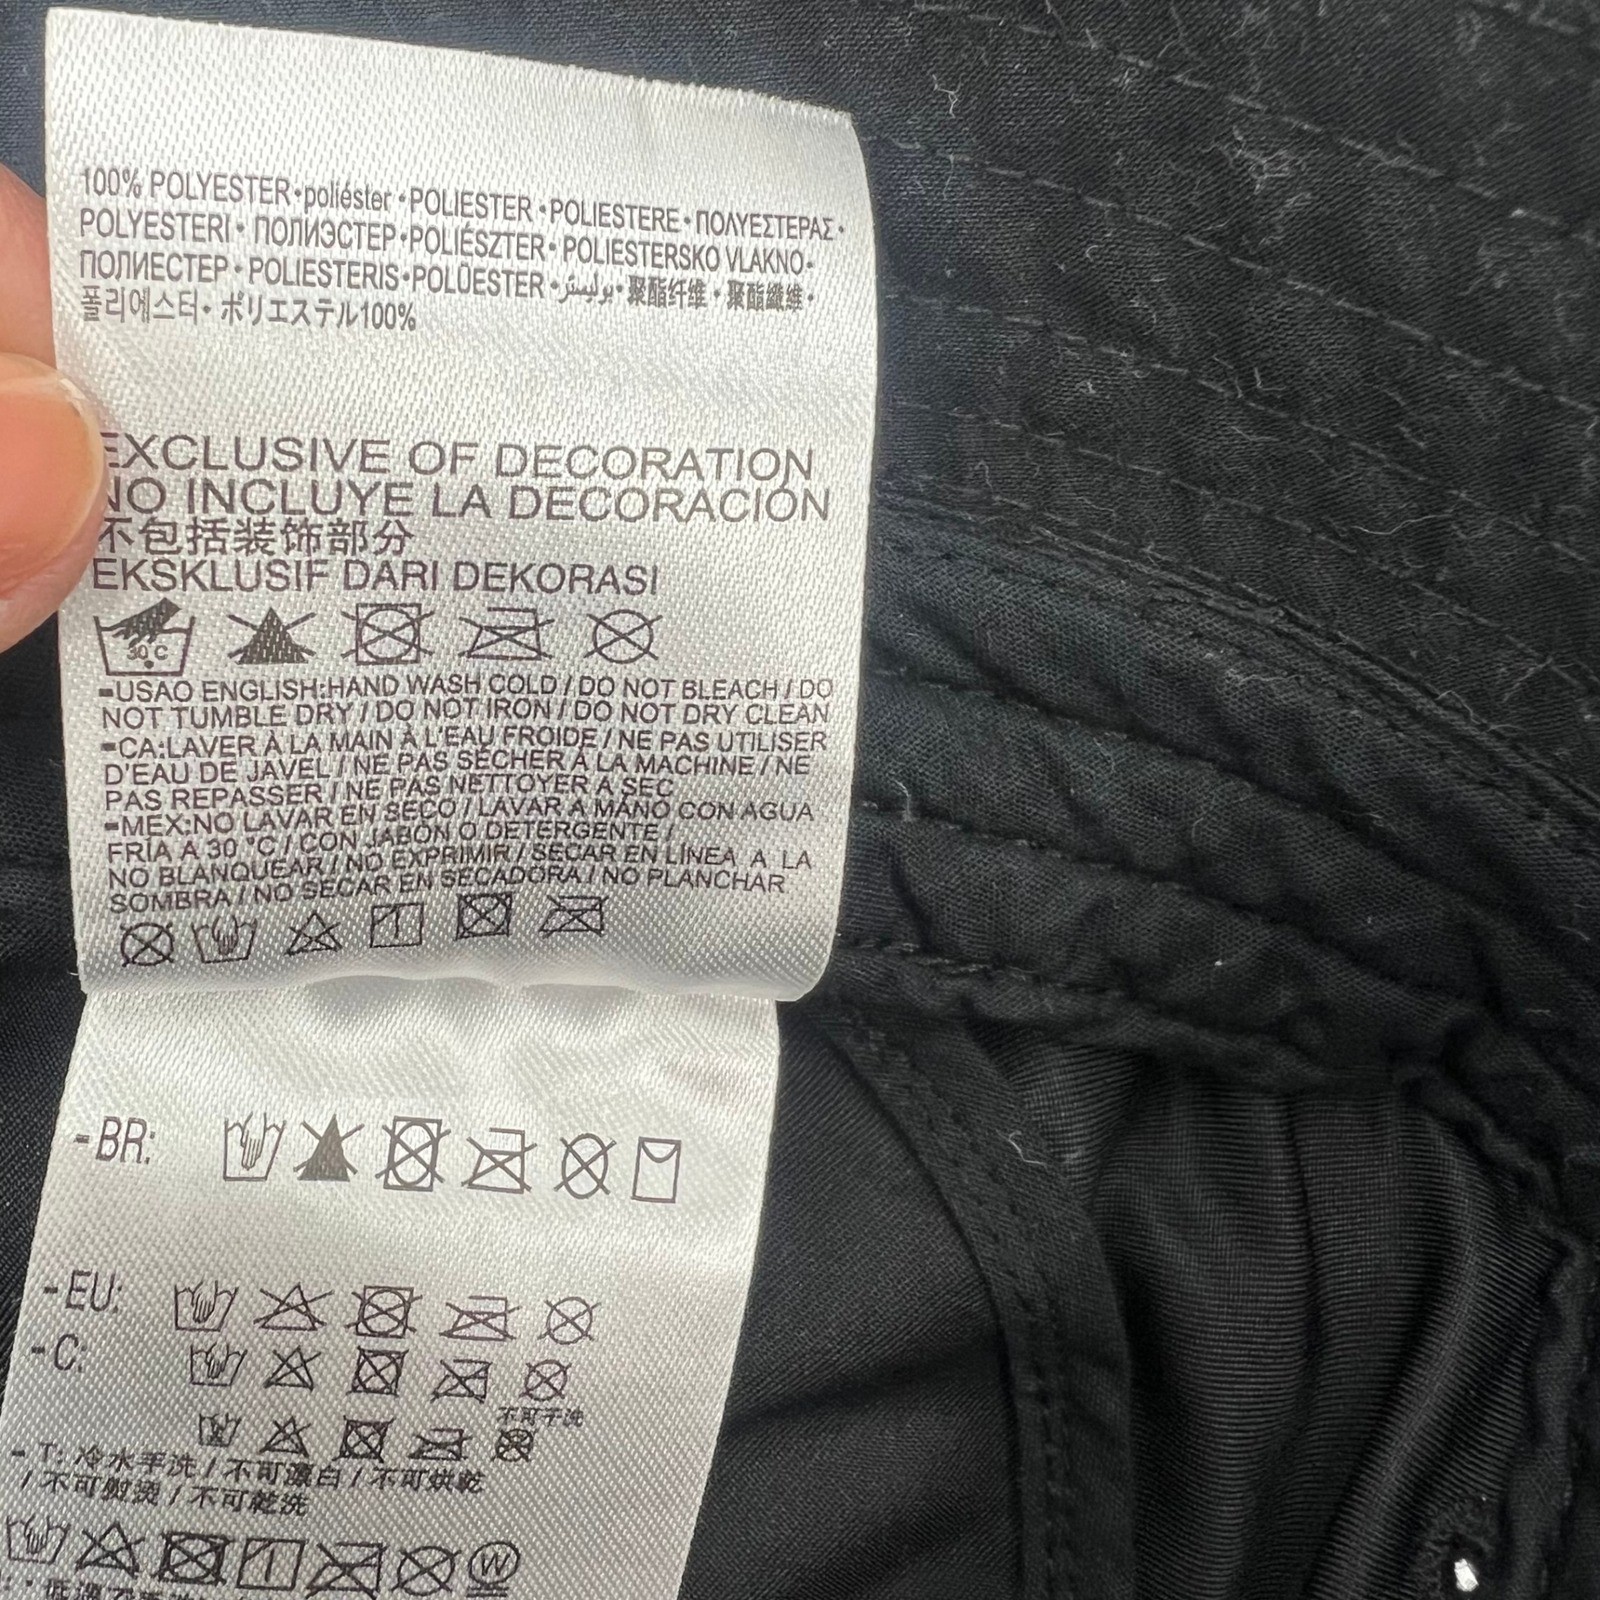 100% POLYESTER•poliéster •POLIESTER •POLIESTERE• ΠΟΛΥΕΣΤΕΡΑΣ•
POLYESTERI• ПОЛИЭСТЕР•POLIÉSZTER• POLIESTERSKO VLAKNO•
ПОЛИЕСТЕР• POLIESTERIS•POLÜESTER •بوليستر•聚酯纤维• 聚酯纖維•
폴리에스터• ポリエステル100%
EXCLUSIVE OF DECORATION
NO INCLUYE LA DECORACIÓN
不包括装饰部分
EKSKLUSIF DARI DEKORASI
30°C
-USAO ENGLISH:HAND WASH COLD / DO NOT BLEACH / DO
NOT TUMBLE DRY / DO NOT IRON / DO NOT DRY CLEAN
-CA:LAVER À LA MAIN À L'EAU FROIDE / NE PAS UTILISER
D'EAU DE JAVEL / NE PAS SÉCHER À LA MACHINE / NE
PAS REPASSER / NE PAS NETTOYER A SEC
-MEX:NO LAVAR EN SECO / LAVAR A MANO CON AGUA
FRÍA A 30 °C / CON JABÓN O DETERGENTE /
NO BLANQUEAR / NO EXPRIMIR / SECAR EN LÍNEA A LA
SOMBRA / NO SECAR EN SECADORA / NO PLANCHAR
-BR:
-EU:
-C:
不可干洗
- T: 冷水手洗 / 不可漂白 / 不可烘乾
/ 不可熨燙 / 不可乾洗
W